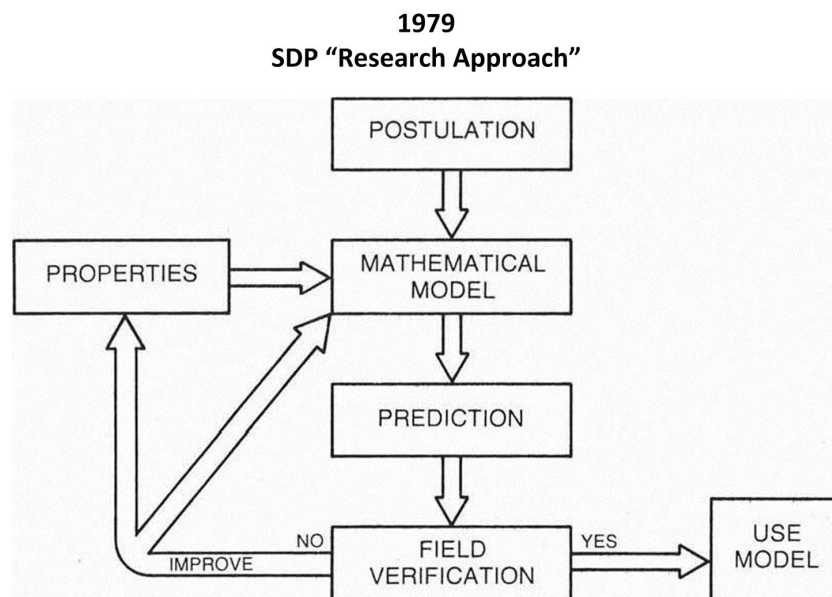 1979
SDP “Research Approach”
POSTULATION
PROPERTIES
MATHEMATICAL
MODEL
PREDICTION
NO
IMPROVE
FIELD
VERIFICATION
YES
USE
MODEL